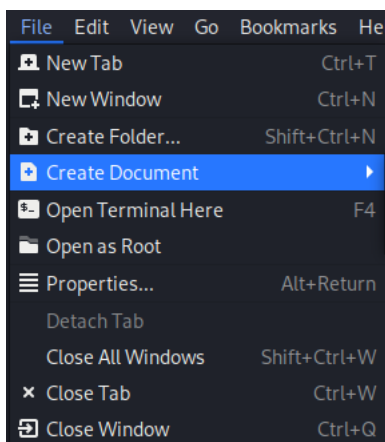 File Edit View Go Bookmarks He
New Tab Ctrl+T
New Window Ctrl+N
Create Folder... Shift+Ctrl+N
Create Document
Open Terminal Here F4
Open as Root
Properties... Alt+Return
Detach Tab
Close All Windows Shift+Ctrl+W
Close Tab Ctrl+W
Close Window Ctrl+Q